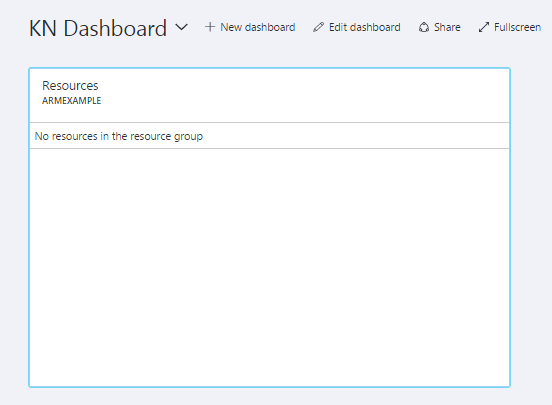 KN Dashboard
New dashboard
Edit dashboard
Share
Fullscreen
Resources
ARMEXAMPLE
No resources in the resource group